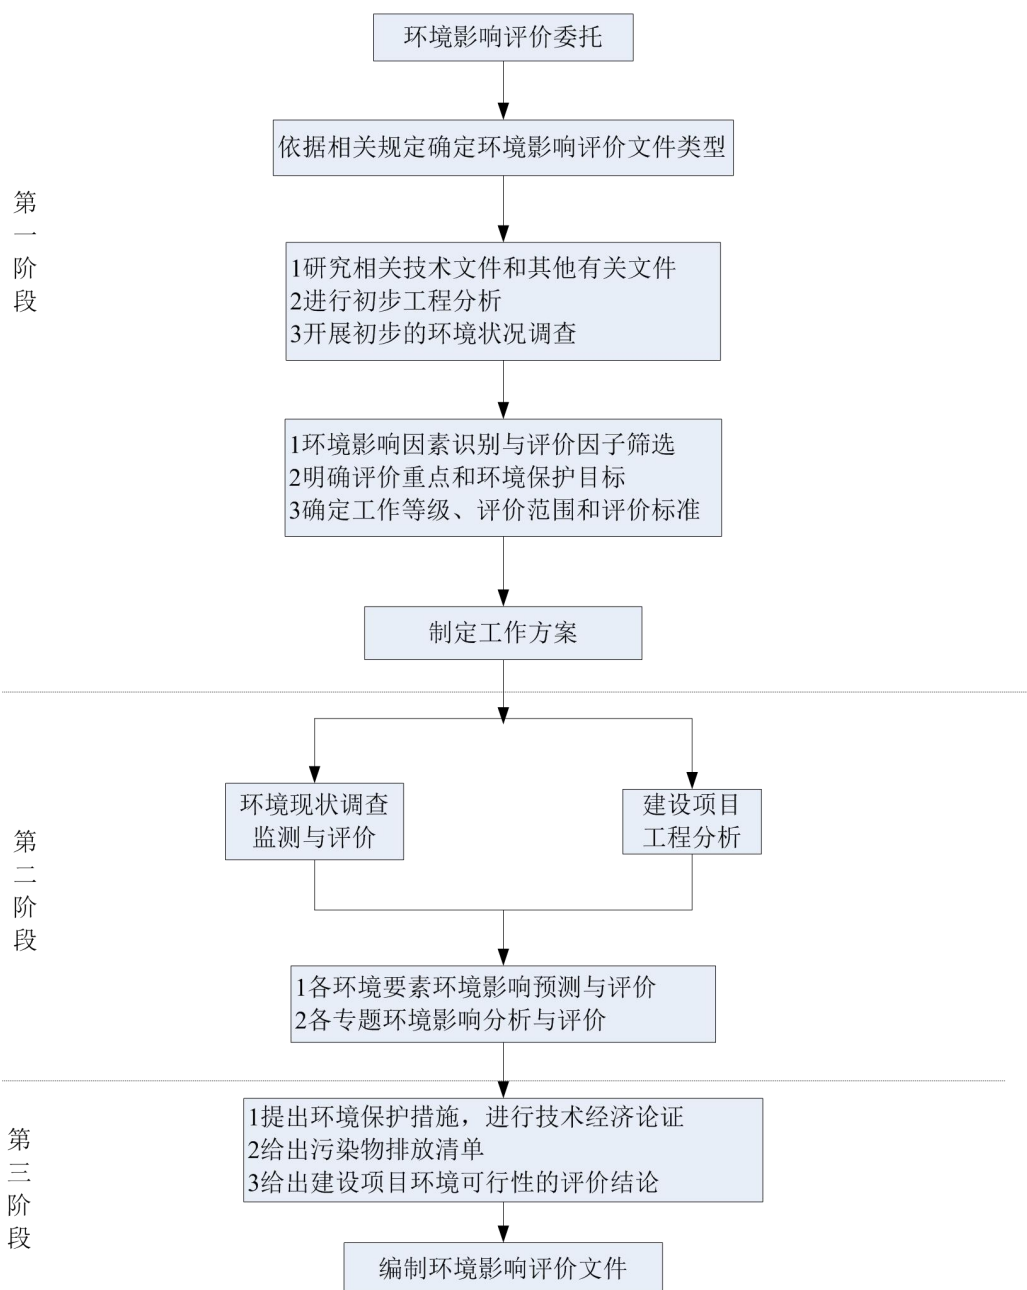 环境影响评价委托
依据相关规定确定环境影响评价文件类型
第一阶段
1研究相关技术文件和其他有关文件
2进行初步工程分析
3开展初步的环境状况调查
1环境影响因素识别与评价因子筛选
2明确评价重点和环境保护目标
3确定工作等级、评价范围和评价标准
制定工作方案
环境现状调查
监测与评价
建设项目
工程分析
第二阶段
1各环境要素环境影响预测与评价
2各专题环境影响分析与评价
第三阶段
1提出环境保护措施，进行技术经济论证
2给出污染物排放清单
3给出建设项目环境可行性的评价结论
编制环境影响评价文件